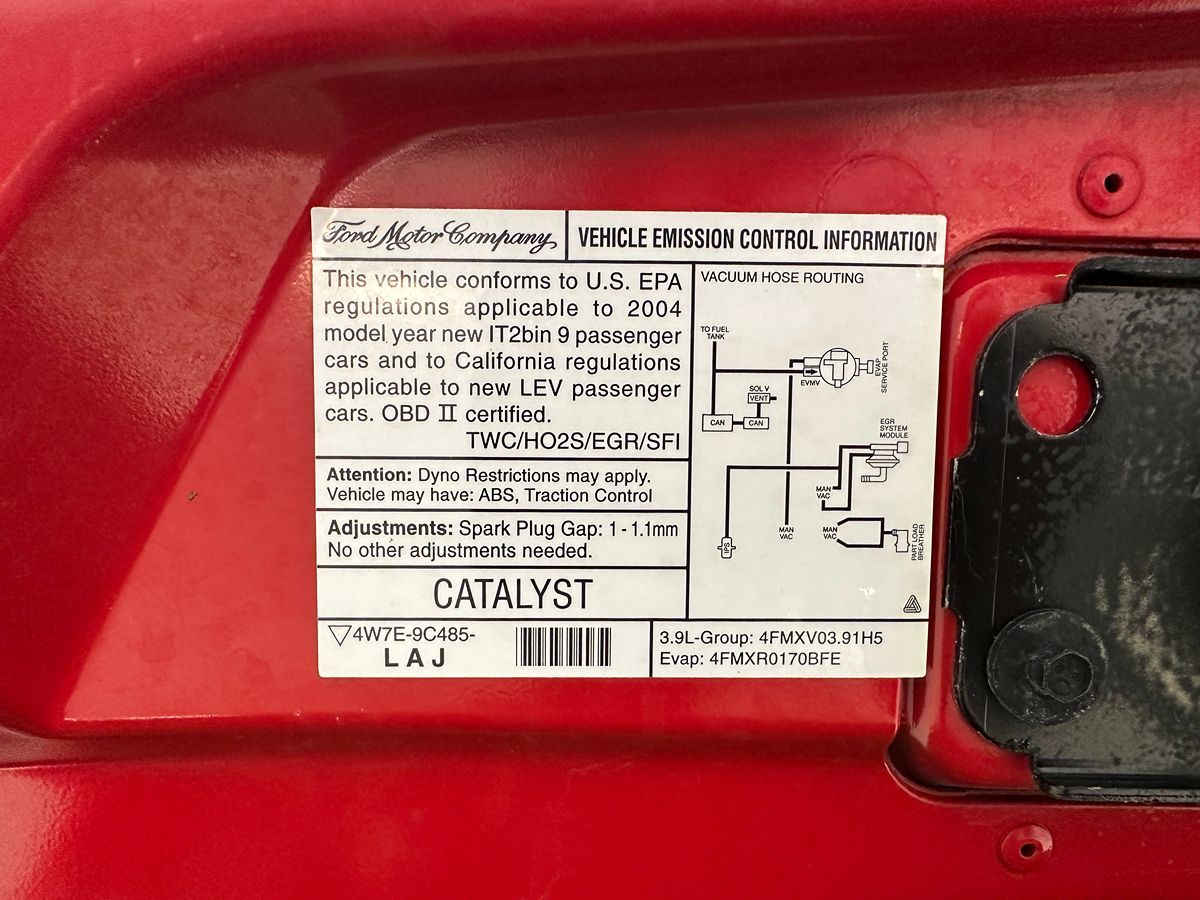 Ford Motor Company
VEHICLE EMISSION CONTROL INFORMATION
This vehicle conforms to U.S. EPA
regulations applicable to 2004
model year new IT2bin 9 passenger
cars and to California regulations
applicable to new LEV passenger
cars. OBD II certified.
TWC/HO2S/EGR/SFI
Attention: Dyno Restrictions may apply.
Vehicle may have: ABS, Traction Control
Adjustments: Spark Plug Gap: 1 - 1.1mm
No other adjustments needed.
CATALYST
4W7E-9C485-
L A J
VACUUM HOSE ROUTING
TO FUEL
TANK
EVMV
EVAP
SERVICE PORT
SOL V
VENT
CAN
CAN
EGR
SYSTEM
MODULE
MAN
VAC
MAN
VAC
MAN
VAC
IPS
PART LOAD
BREATHER
3.9L-Group: 4FMXV03.91H5
Evap: 4FMXR0170BFE